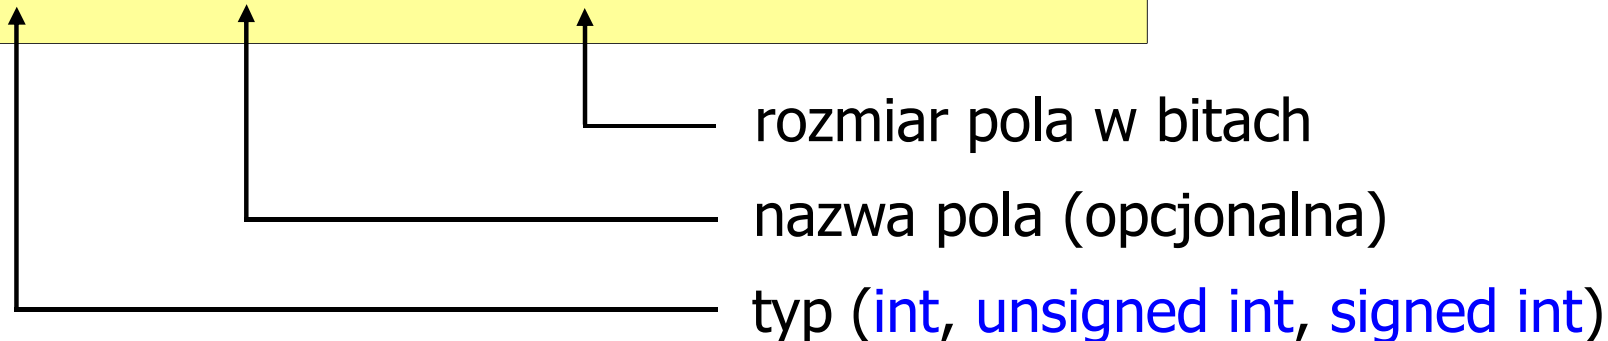 rozmiar pola w bitach
nazwa pola (opcjonalna)
typ (int, unsigned int, signed int)